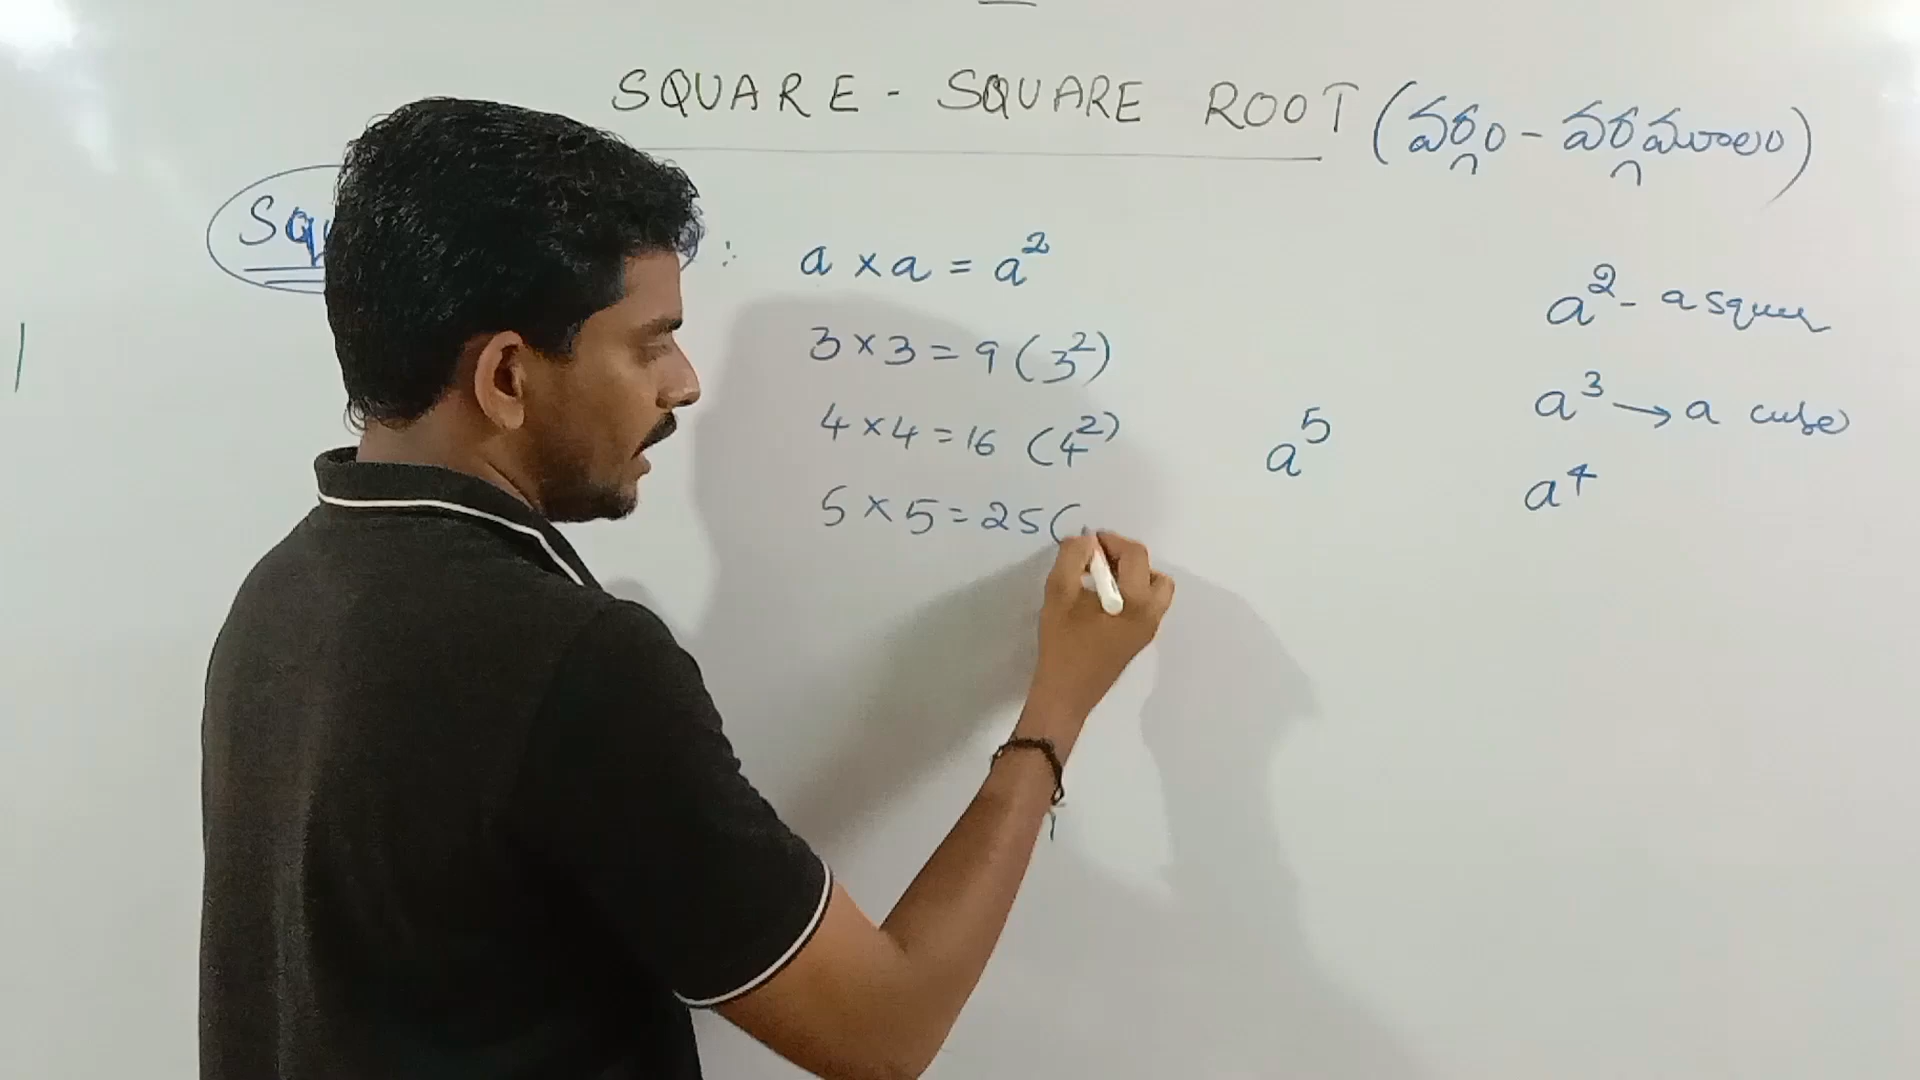 SQUARE - SQUARE ROOT (వర్గం - వర్గమూలం)
a × a = a²
3 × 3 = 9 (3²)
4 × 4 = 16 (4²)
5 × 5 = 25 (
a⁵
a² - a squer
a³ → a cube
a⁴